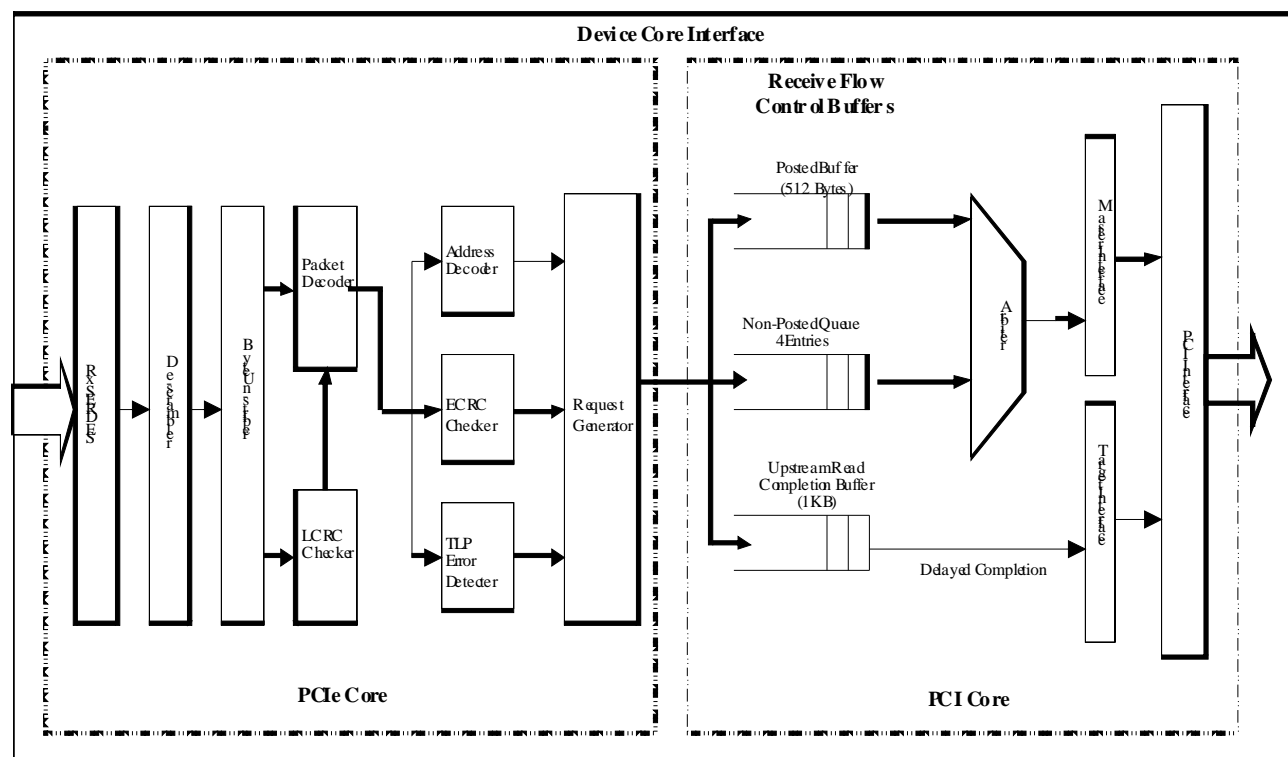 Device Core Interface
Receive Flow
Control Buffers
Posted Buffer
(512 Bytes)
Non-Posted Queue
4 Entries
Upstream Read
Completion Buffer
(1KB)
Delayed Completion
RxSERDES
Packet
Decoder
LCRC
Checker
Address
Decoder
ECRC
Checker
TLP
Error
Detecter
Request
Generator
PCIe Core
PCI Core